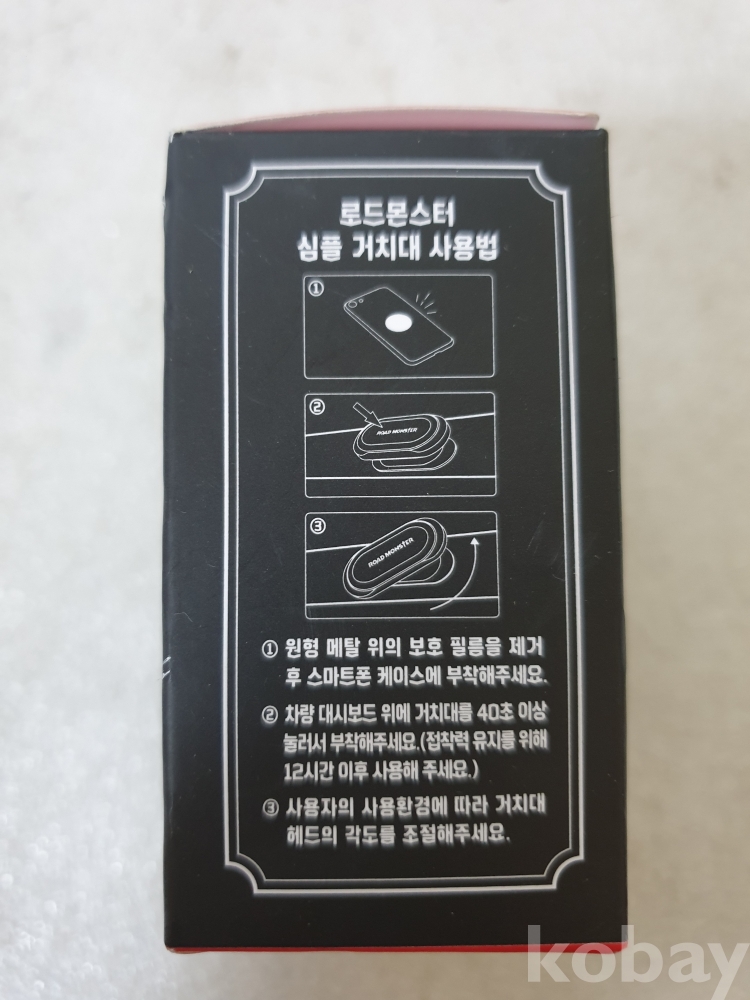 로드몬스터
심플 거치대 사용법
①
②
ROAD MONSTER
③
ROAD MONSTER
① 원형 메탈 위의 보호 필름을 제거
후 스마트폰 케이스에 부착해주세요.
② 차량 대시보드 위에 거치대를 40초 이상
눌러서 부착해주세요.(접착력 유지를 위해
12시간 이후 사용해 주세요.)
③ 사용자의 사용환경에 따라 거치대
헤드의 각도를 조절해주세요.
kobay